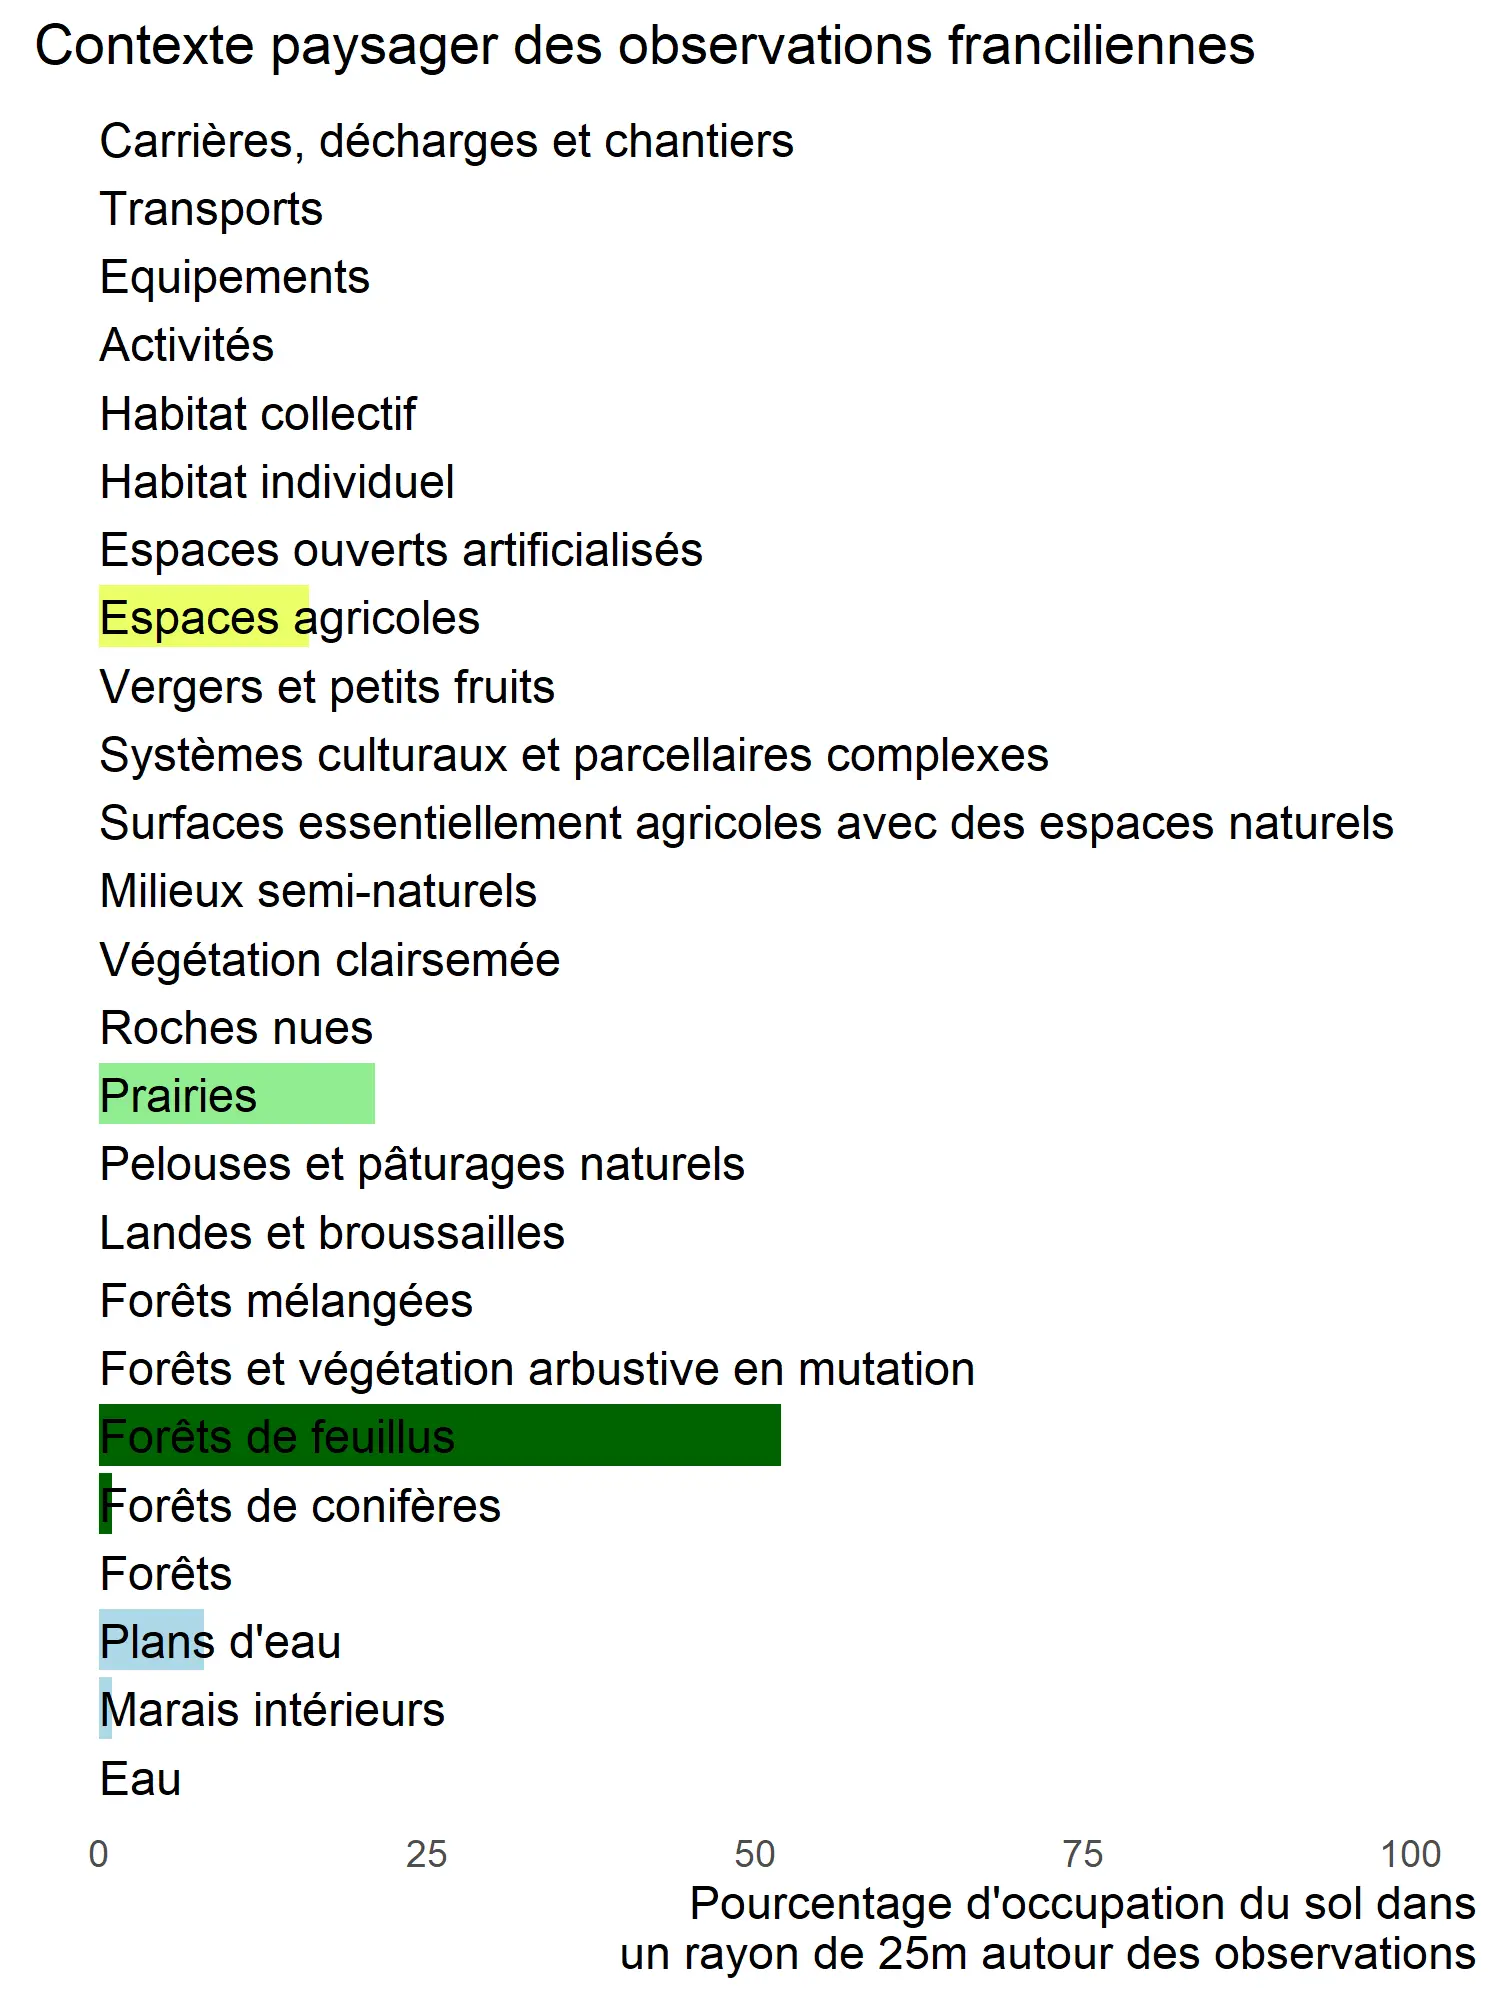 Contexte paysager des observations franciliennes
Carrières, décharges et chantiers
Transports
Equipements
Activités
Habitat collectif
Habitat individuel
Espaces ouverts artificialisés
Espaces agricoles
Vergers et petits fruits
Systèmes culturaux et parcellaires complexes
Surfaces essentiellement agricoles avec des espaces naturels
Milieux semi-naturels
Végétation clairsemée
Roches nues
Prairies
Pelouses et pâturages naturels
Landes et broussailles
Forêts mélangées
Forêts et végétation arbustive en mutation
Forêts de feuillus
Forêts de conifères
Forêts
Plans d'eau
Marais intérieurs
Eau
0 25 50 75 100
Pourcentage d'occupation du sol dans
un rayon de 25m autour des observations